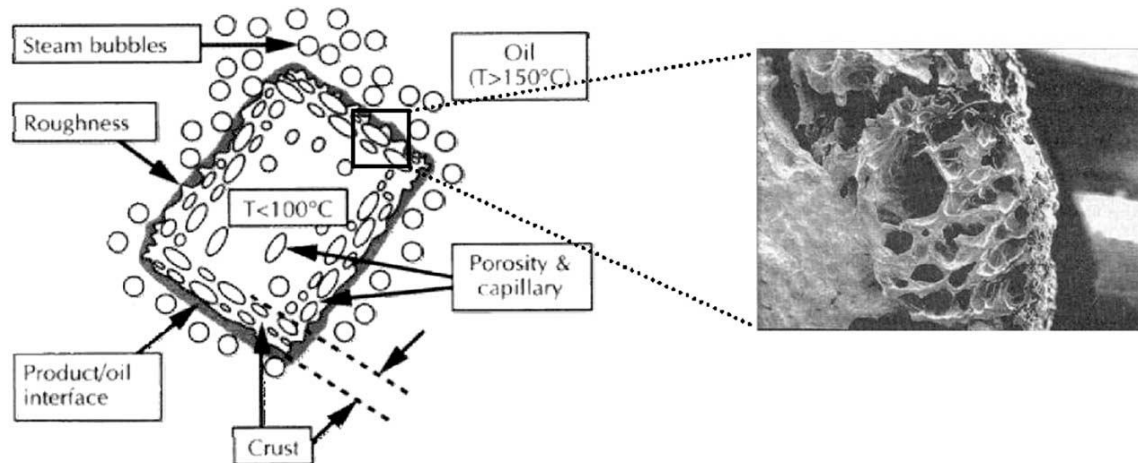 Steam bubbles
Oil
(T>150°C)
Roughness
T<100°C
Porosity &
capillary
Product/oil
interface
Crust